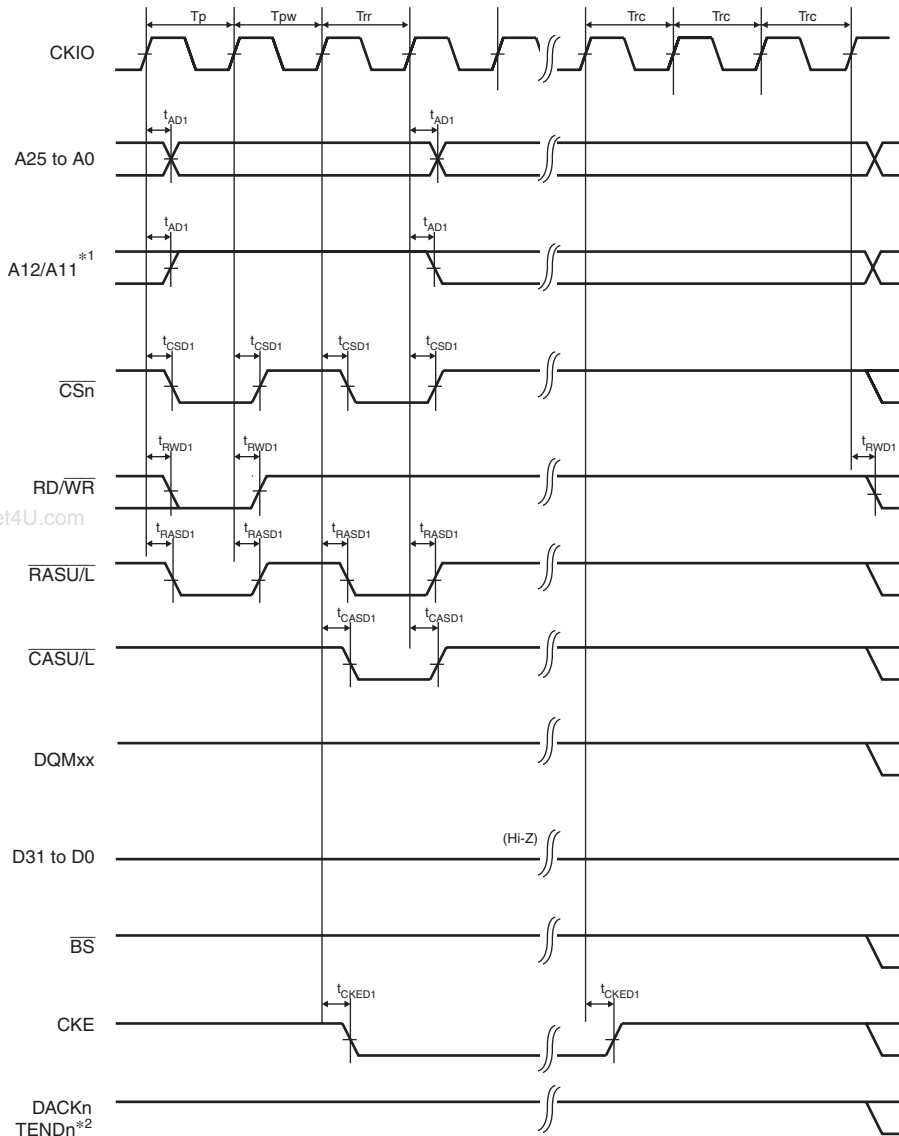 Tp Tpw Trr Trc Trc Trc
CKIO
tAD1 tAD1
A25 to A0
tAD1 tAD1
A12/A11*1
tCSD1 tCSD1 tCSD1 tCSD1
CSn
tRWD1 tRWD1 tRWD1
RD/WR
et4U.com
tRASD1 tRASD1 tRASD1 tRASD1
RASU/L
tCASD1 tCASD1
CASU/L
DQMxx
(Hi-Z)
D31 to D0
BS
tCKED1 tCKED1
CKE
DACKn
TENDn*2